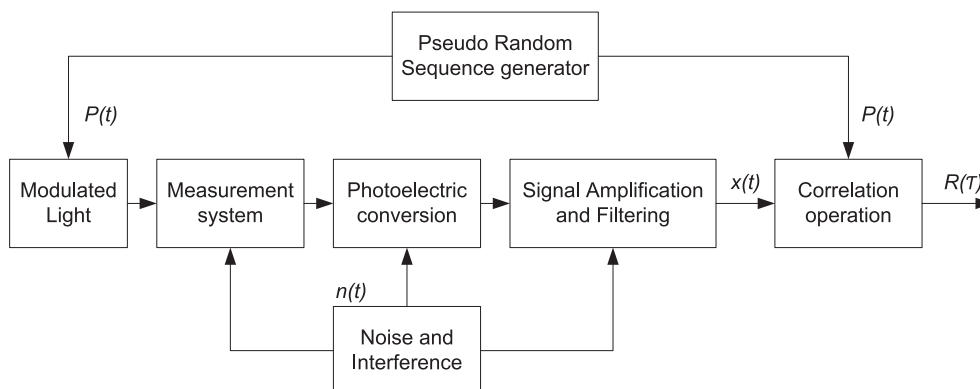 Pseudo Random
Sequence generator
P(t)
P(t)
Modulated
Light
Measurement
system
Photoelectric
conversion
Signal Amplification
and Filtering
x(t)
Correlation
operation
R(τ)
n(t)
Noise and
Interference